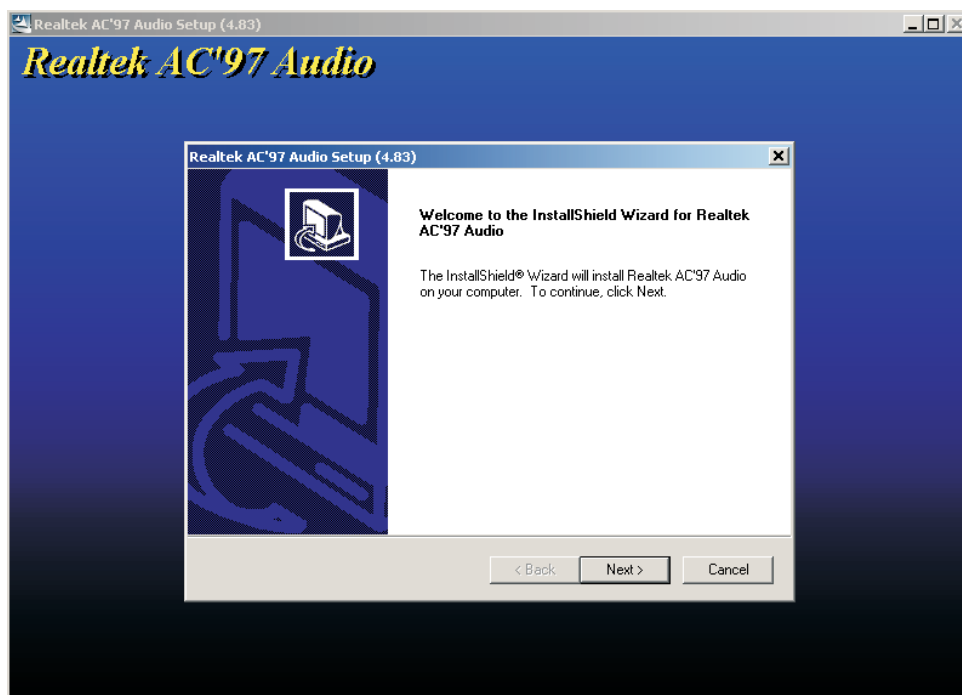 Realtek AC'97 Audio Setup (4.83)
Realtek AC'97 Audio
Realtek AC'97 Audio Setup (4.83)
Welcome to the InstallShield Wizard for Realtek
AC'97 Audio
The InstallShield® Wizard will install Realtek AC'97 Audio
on your computer. To continue, click Next.
< Back
Next >
Cancel